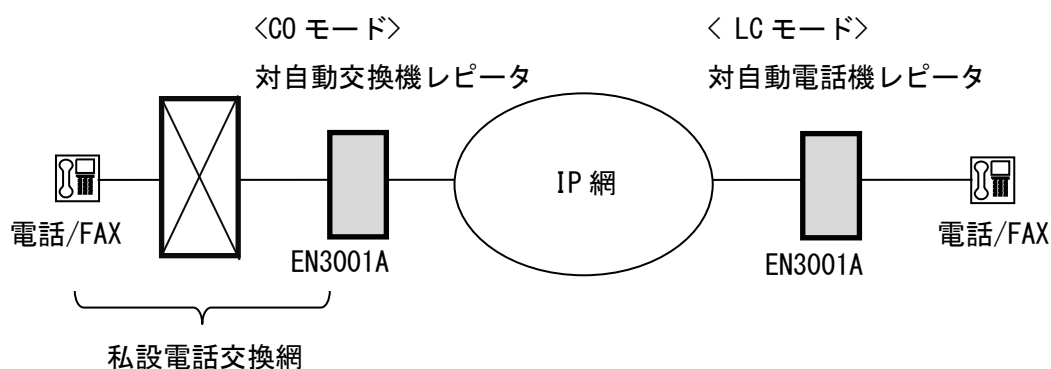 <CO モード>
対自動交換機レピータ
< LC モード>
対自動電話機レピータ
IP 網
電話/FAX
EN3001A
EN3001A
電話/FAX
私設電話交換網